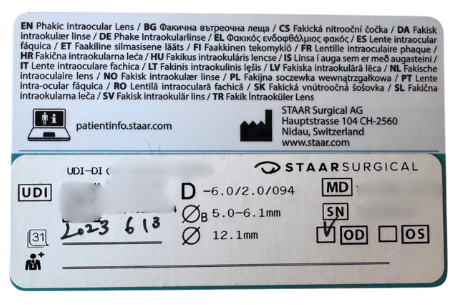 EN Phakic Intraocular Lens / BG Факична вътреочна леща / CS Fakická nitrooční čočka / DA Fakisk
intraokulær linse / DE Phake Intraokularlinse / EL Φακικός ενδοφθάλμιος φακός / ES Lente intraocular
fáquica / ET Faakiline silmasisene lääts / FI Faakkinen tekomykiö / FR Lentille intraoculaire phaque /
HR Fakična intraokularna leća / HU Fakikus intraokuláris lencse / IS Linsa í auga sem er með augasteini /
IT Lente intraoculare fachica / LT Fakinis intraokulinis lęšis / LV Fakiska intraokulārā lēca / NL Fakische
intraoculaire lens / NO Fakisk intraokulær linse / PL Fakijna soczewka wewnątrzgałkowa / PT Lente
intra-ocular fáquica / RO Lentilă intraoculară fachică / SK Fakická vnútroočná šošovka / SL Fakična
intraokularna leča / SV Fakisk intraokulär lins / TR Fakik İntraoküler Lens
patientinfo.staar.com
STAAR Surgical AG
Hauptstrasse 104 CH-2560
Nidau, Switzerland
www.staar.com
UDI-DI
STAAR SURGICAL
UDI
D -6.0/2.0/094
MD
ØB 5.0-6.1mm
SN
31
2023 6 18
Ø 12.1mm
OD
OS